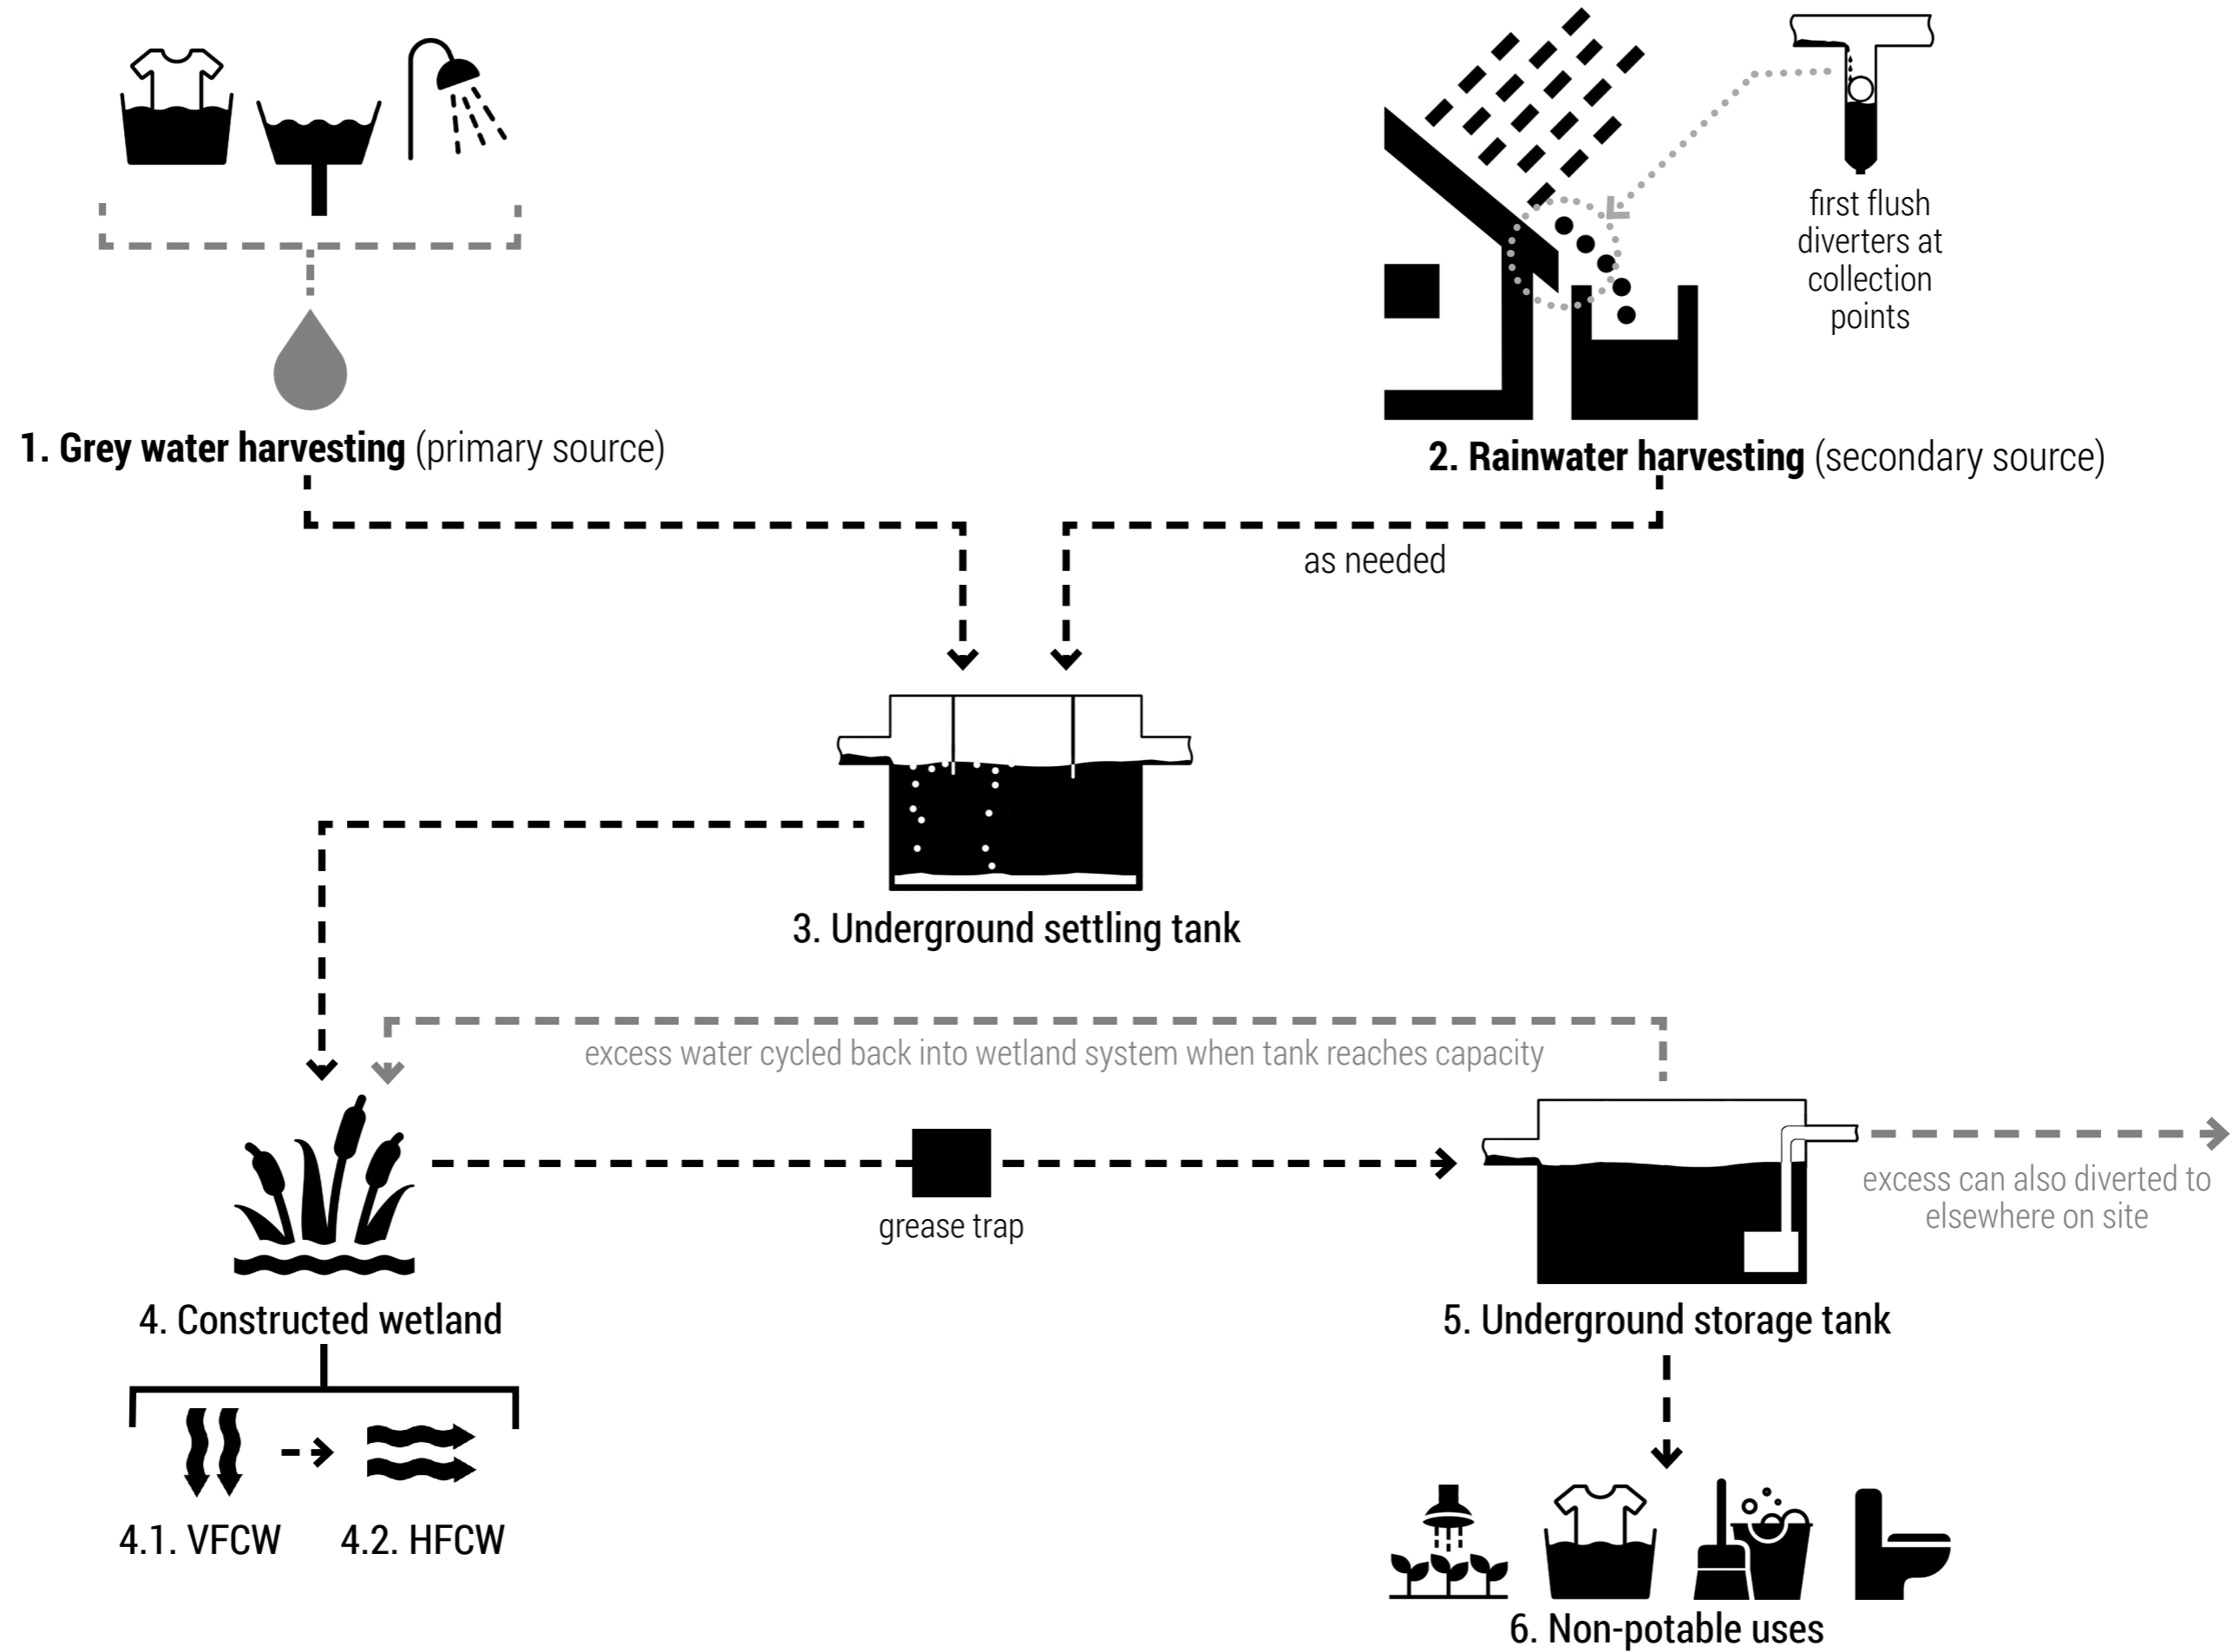 first flush
diverters at
collection
points
1. Grey water harvesting (primary source)
2. Rainwater harvesting (secondary source)
as needed
3. Underground settling tank
excess water cycled back into wetland system when tank reaches capacity
grease trap
excess can also diverted to
elsewhere on site
4. Constructed wetland
5. Underground storage tank
4.1. VFCW
4.2. HFCW
6. Non-potable uses